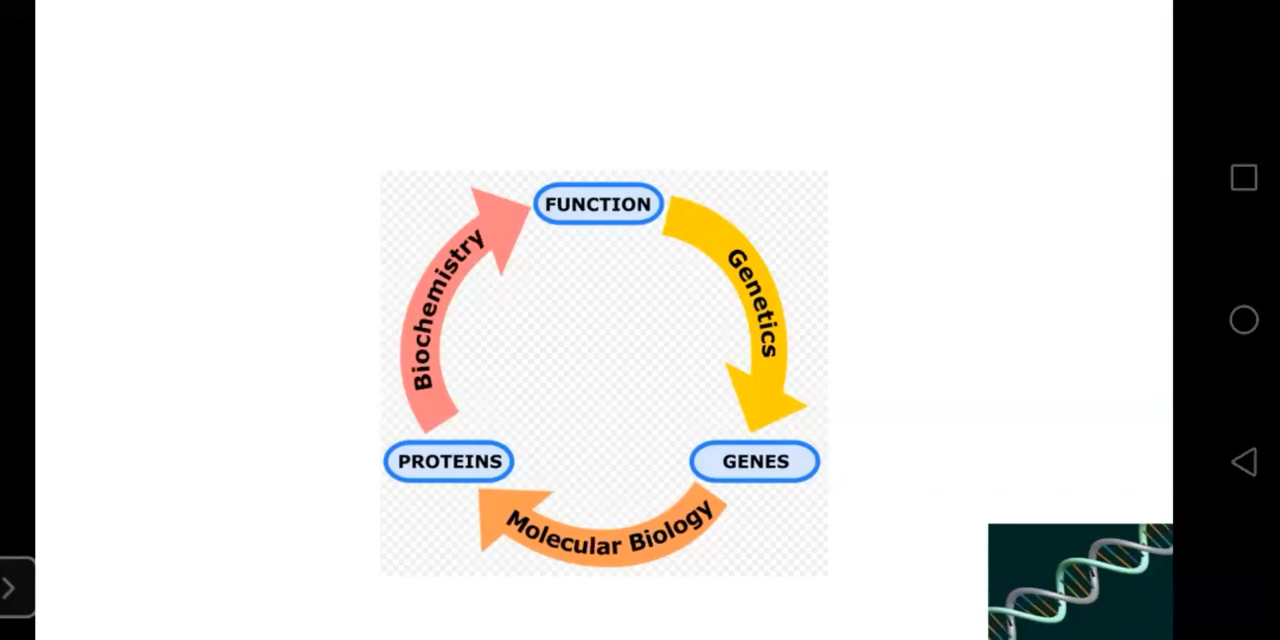 FUNCTION
Genetics
GENES
Molecular Biology
PROTEINS
Biochemistry